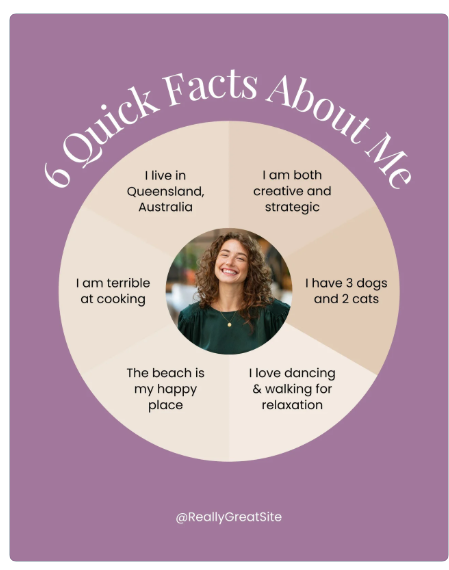 6 Quick Facts About Me
I live in
Queensland,
Australia
I am both
creative and
strategic
I am terrible
at cooking
I have 3 dogs
and 2 cats
The beach is
my happy
place
I love dancing
& walking for
relaxation
@ReallyGreatSite